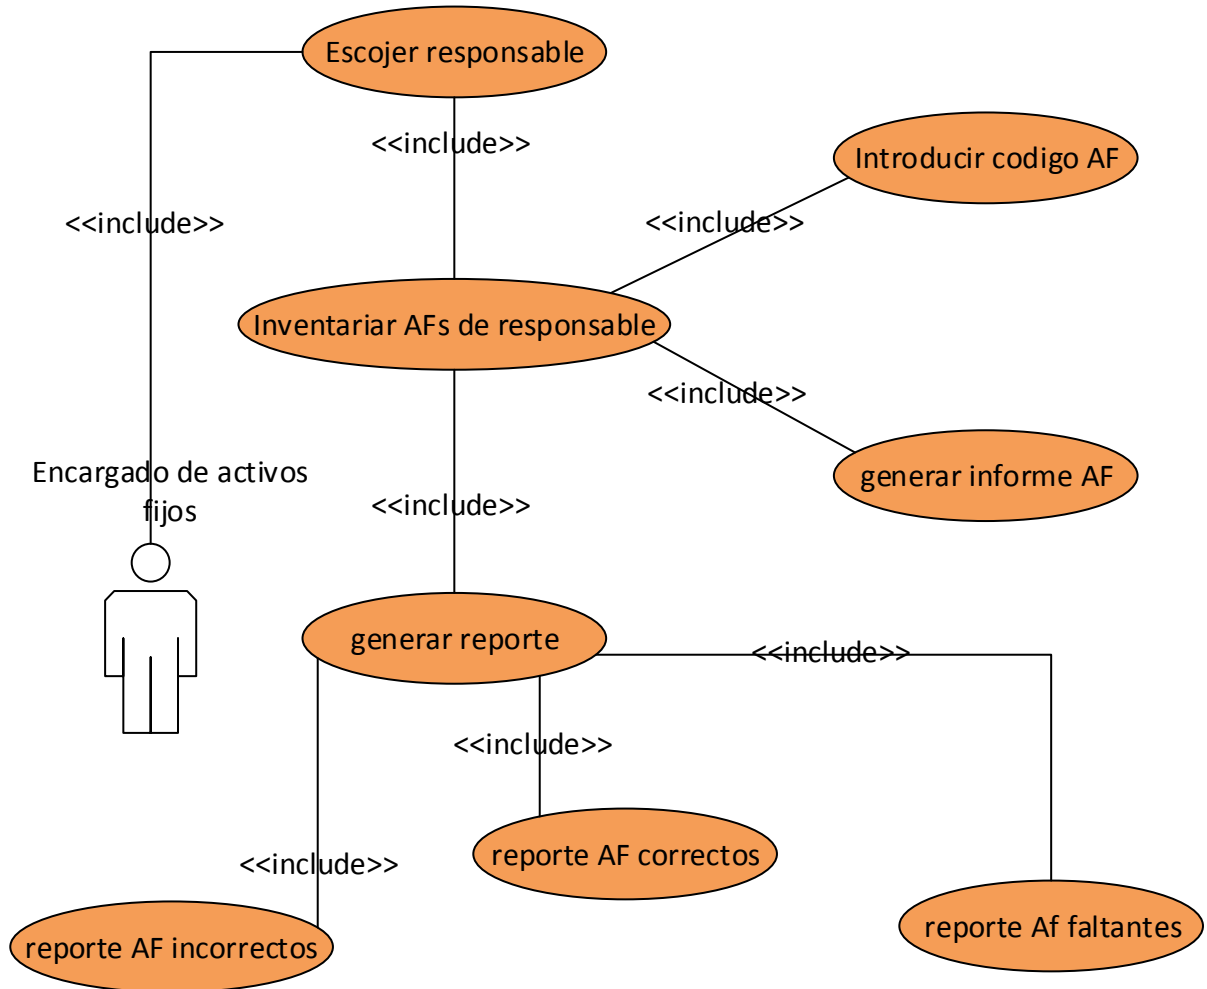 Escojer responsable
<<include>>
Introducir codigo AF
<<include>>
<<include>>
Inventariar AFs de responsable
<<include>>
Encargado de activos
fijos
generar informe AF
<<include>>
generar reporte
<<include>>
<<include>>
reporte AF correctos
<<include>>
reporte Af faltantes
reporte AF incorrectos